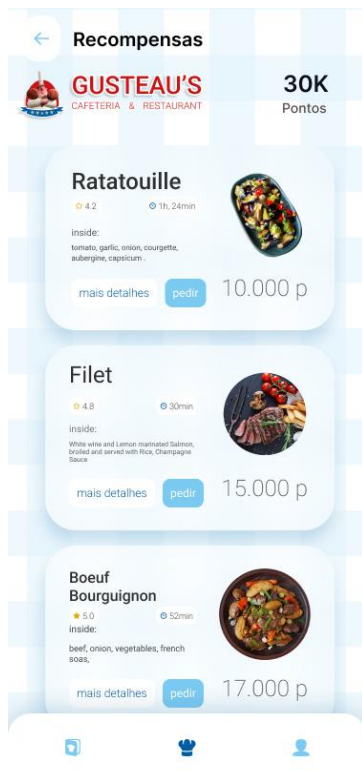 Recompensas
GUSTEAU'S
CAFETERIA & RESTAURANT
30K
Pontos
Ratatouille
4.2
1h, 24min
inside:
tomato, garlic, onion, courgette,
aubergine, capsicum .
mais detalhes
pedir
10.000 p
Filet
4.8
30min
inside:
White wine and Lemon marinated Salmon,
broiled and served with Rice, Champagne
Sauce
mais detalhes
pedir
15.000 p
Boeuf
Bourguignon
5.0
52min
inside:
beef, onion, vegetables, french
soas,
mais detalhes
pedir
17.000 p